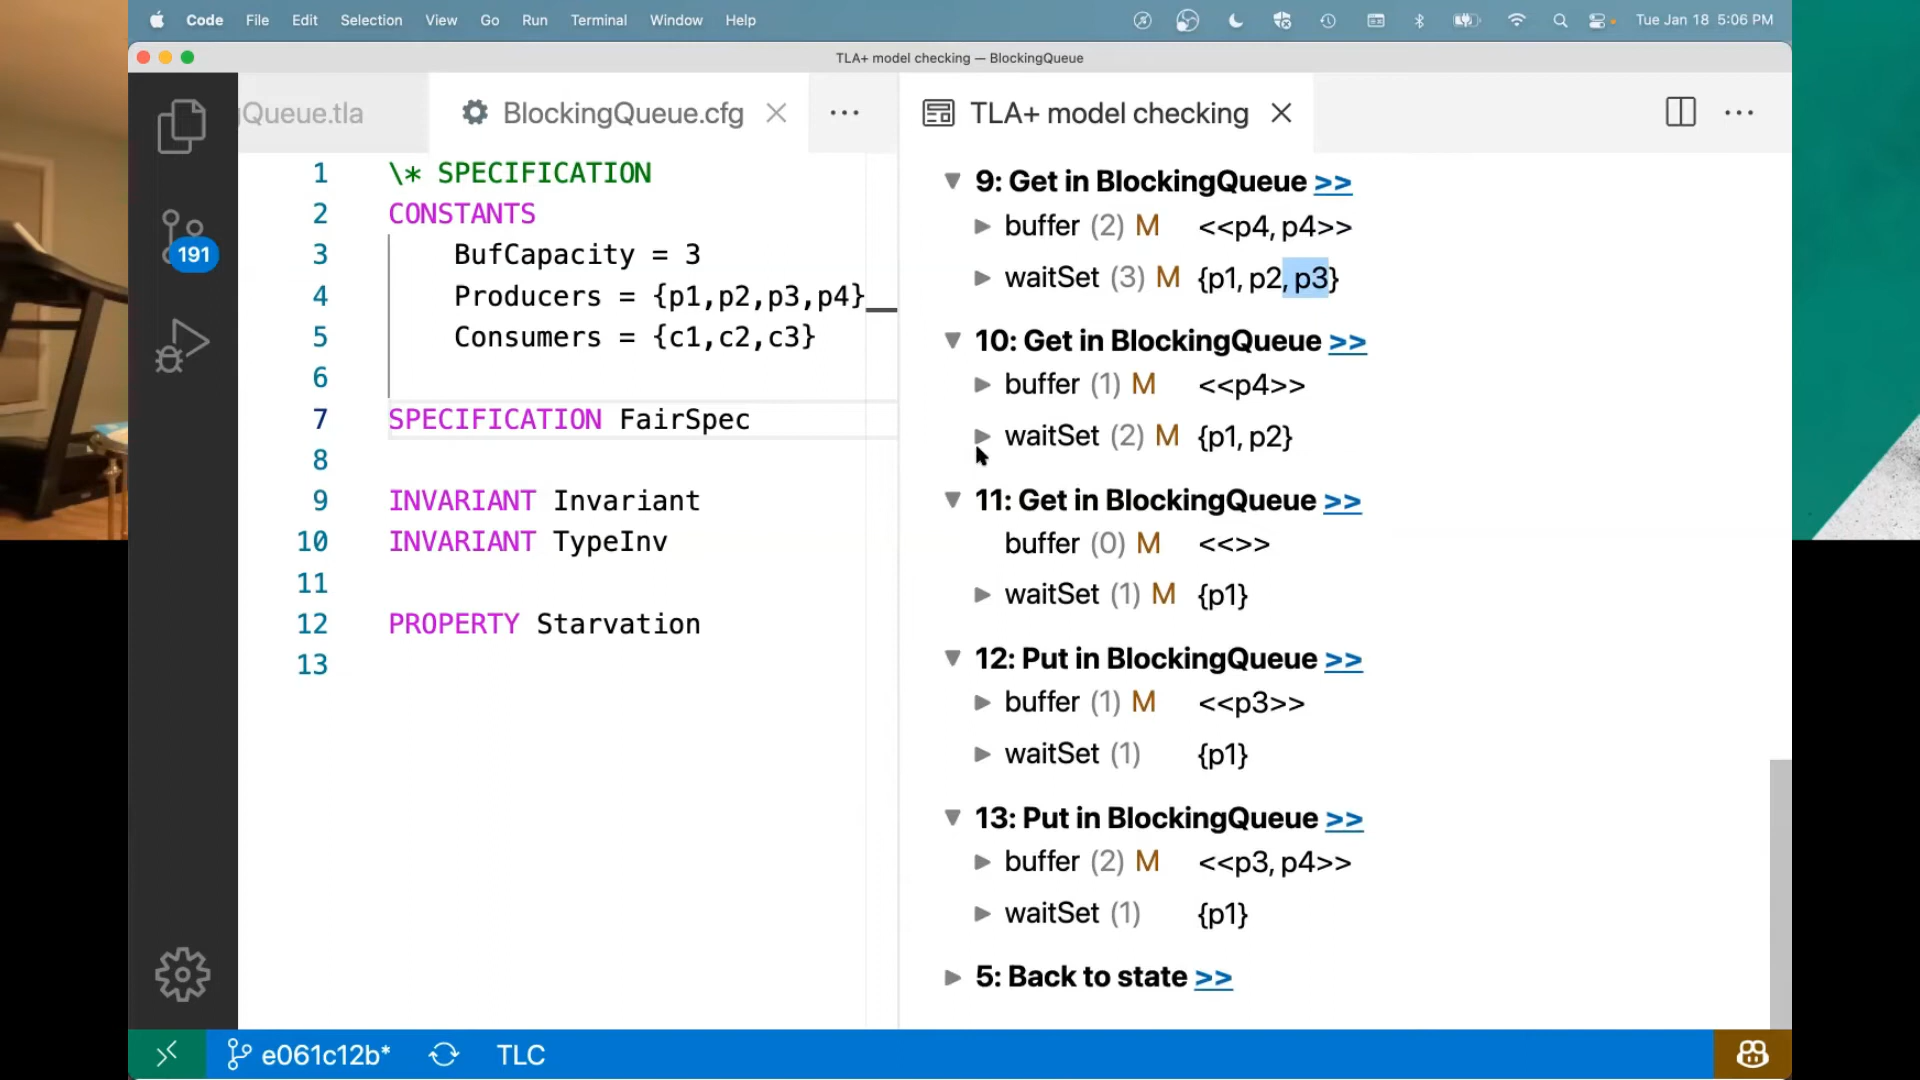 Code File Edit Selection View Go Run Terminal Window Help Tue Jan 18 5:06 PM
TLA+ model checking — BlockingQueue
gQueue.tla BlockingQueue.cfg ··· TLA+ model checking ···
191
1 \* SPECIFICATION
2 CONSTANTS
3 BufCapacity = 3
4 Producers = {p1,p2,p3,p4}
5 Consumers = {c1,c2,c3}
6
7 SPECIFICATION FairSpec
8
9 INVARIANT Invariant
10 INVARIANT TypeInv
11
12 PROPERTY Starvation
13
9: Get in BlockingQueue >>
buffer (2) M <<p4, p4>>
waitSet (3) M {p1, p2, p3}
10: Get in BlockingQueue >>
buffer (1) M <<p4>>
waitSet (2) M {p1, p2}
11: Get in BlockingQueue >>
buffer (0) M <<>>
waitSet (1) M {p1}
12: Put in BlockingQueue >>
buffer (1) M <<p3>>
waitSet (1) {p1}
13: Put in BlockingQueue >>
buffer (2) M <<p3, p4>>
waitSet (1) {p1}
5: Back to state >>
e061c12b* TLC